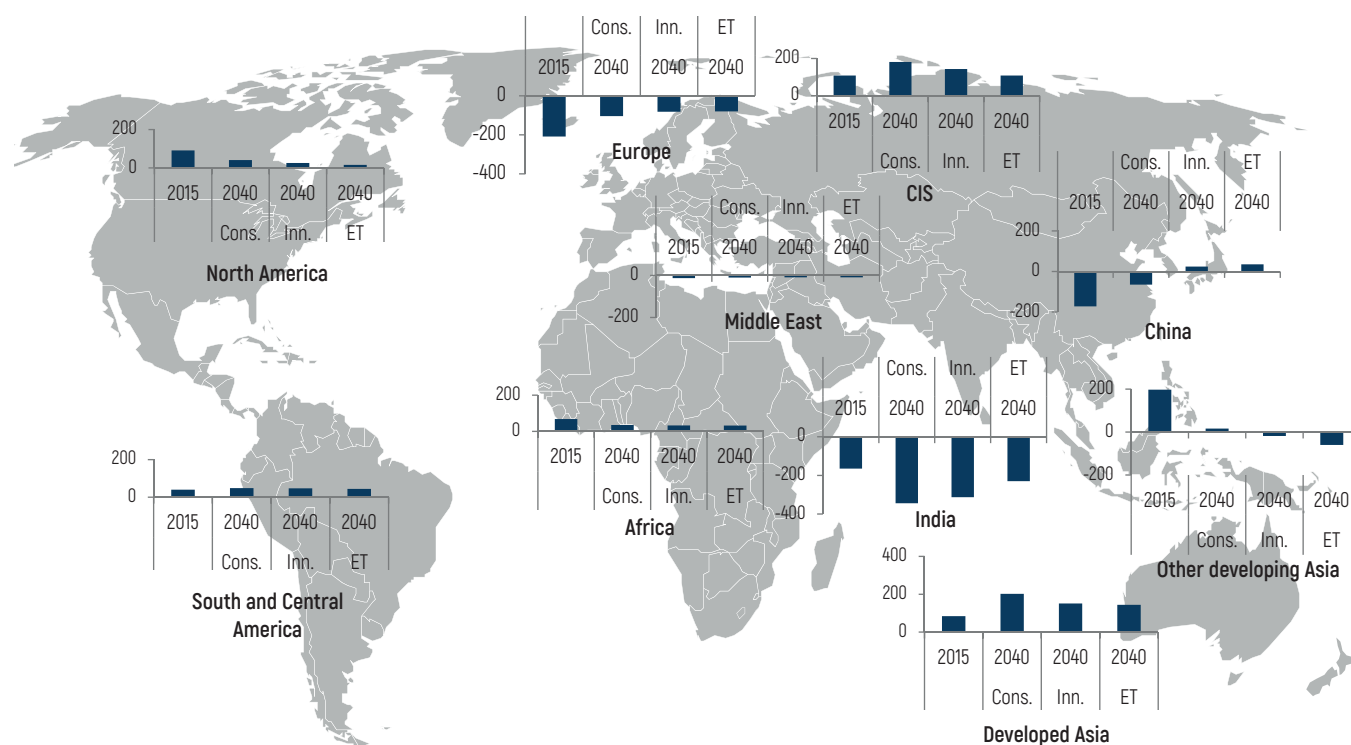 Cons. Inn. ET
2015 2040 2040 2040
0
-200
-400
Europe
200
0
2015 2040 2040 2040
Cons. Inn. ET
CIS
200
0
2015 2040 2040 2040
Cons. Inn. ET
North America
Cons. Inn. ET
2015 2040 2040 2040
200
0
-200
China
Cons. Inn. ET
2015 2040 2040 2040
0
-200
Middle East
Cons. Inn. ET
2015 2040 2040 2040
0
-200
-400
India
200
0
2015 2040 2040 2040
Cons. Inn. ET
Africa
200
0
-200
2015 2040 2040 2040
Cons. Inn. ET
Other developing Asia
200
0
2015 2040 2040 2040
Cons. Inn. ET
South and Central
America
400
200
0
2015 2040 2040 2040
Cons. Inn. ET
Developed Asia